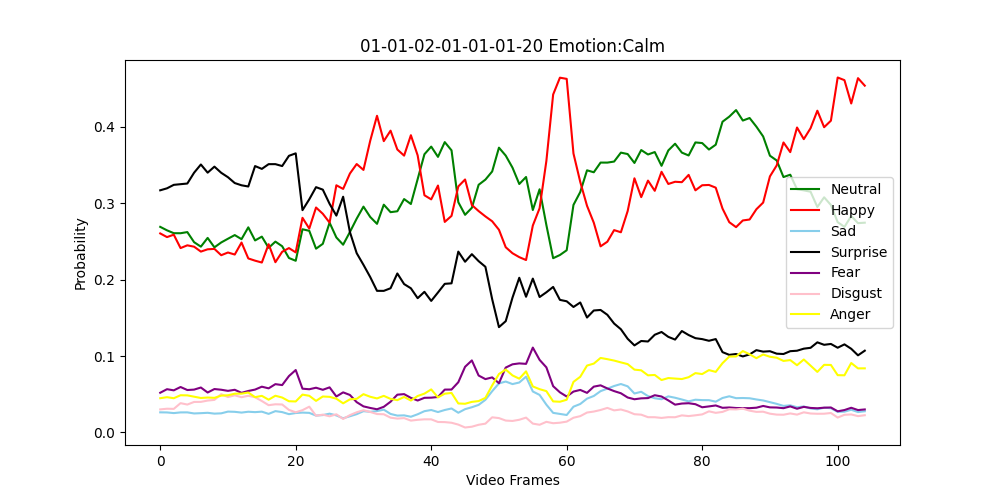 01-01-02-01-01-01-20 Emotion:Calm
Probability
0.4
0.3
0.2
0.1
0.0
0
20
40
60
80
100
Video Frames
Neutral
Happy
Sad
Surprise
Fear
Disgust
Anger